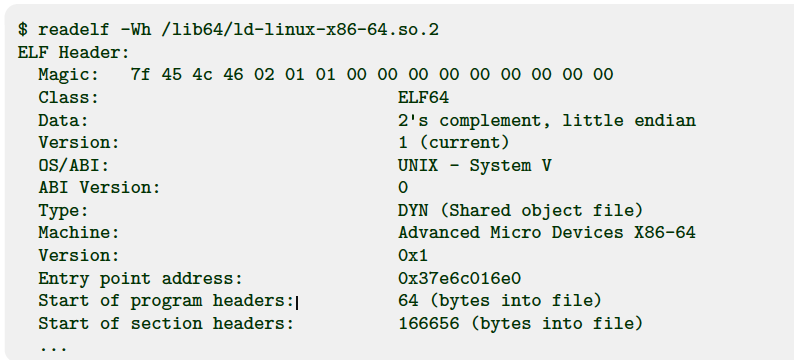 $ readelf -Wh /lib64/ld-linux-x86-64.so.2
ELF Header:
  Magic:   7f 45 4c 46 02 01 01 00 00 00 00 00 00 00 00 00
  Class:                             ELF64
  Data:                              2's complement, little endian
  Version:                           1 (current)
  OS/ABI:                            UNIX - System V
  ABI Version:                       0
  Type:                              DYN (Shared object file)
  Machine:                           Advanced Micro Devices X86-64
  Version:                           0x1
  Entry point address:               0x37e6c016e0
  Start of program headers:          64 (bytes into file)
  Start of section headers:          166656 (bytes into file)
  ...